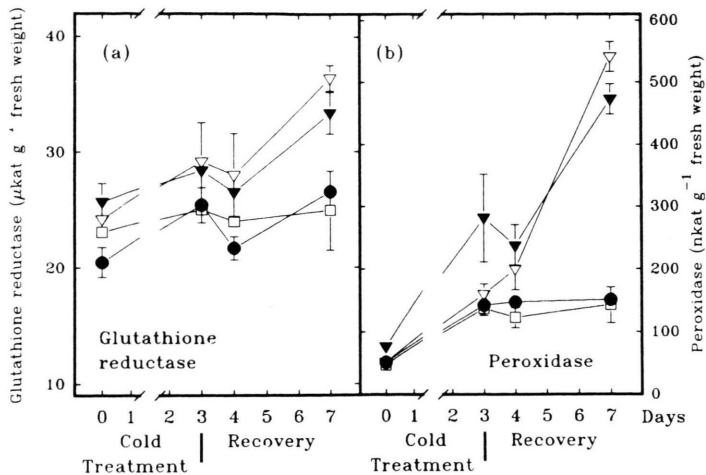 40
30
20
10
Glutathione reductase (μkat g fresh weight)
(a)
Glutathione
reductase
0 1 2 3 4 5 6 7
Cold
Treatment
Recovery
(b)
Peroxidase
0 1 2 3 4 5 6 7 Days
Cold
Treatment
Recovery
600
500
400
300
200
100
0
Peroxidase (nkat g⁻¹ fresh weight)